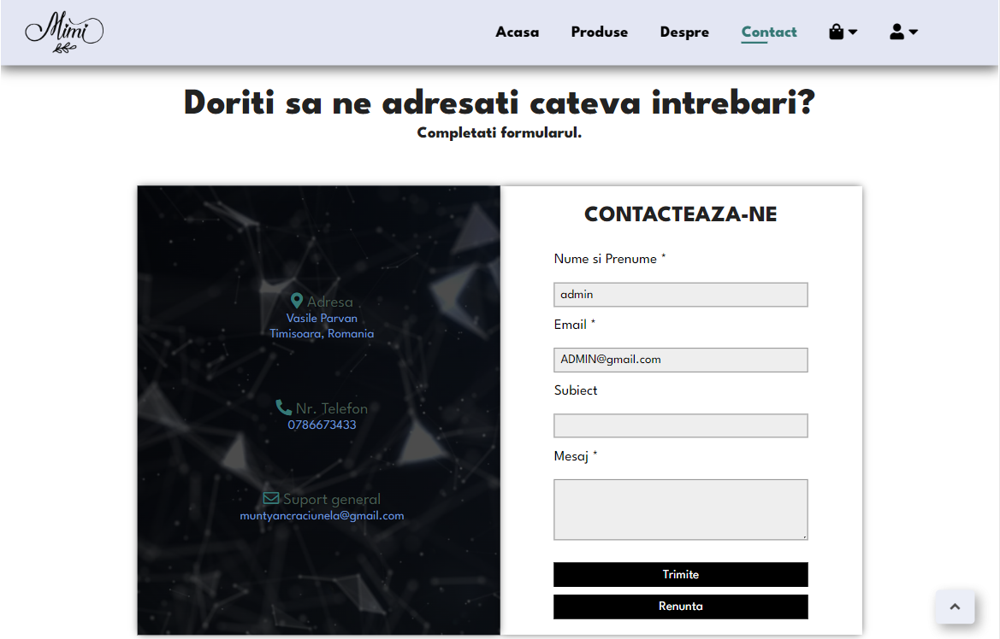 Mimi
Acasa
Produse
Despre
Contact
Doriti sa ne adresati cateva intrebari?
Completati formularul.
Adresa
Vasile Parvan
Timisoara, Romania
Nr. Telefon
0786673433
Suport general
muntyancraciunela@gmail.com
CONTACTEAZA-NE
Nume si Prenume *
admin
Email *
ADMIN@gmail.com
Subiect
Mesaj *
Trimite
Renunta